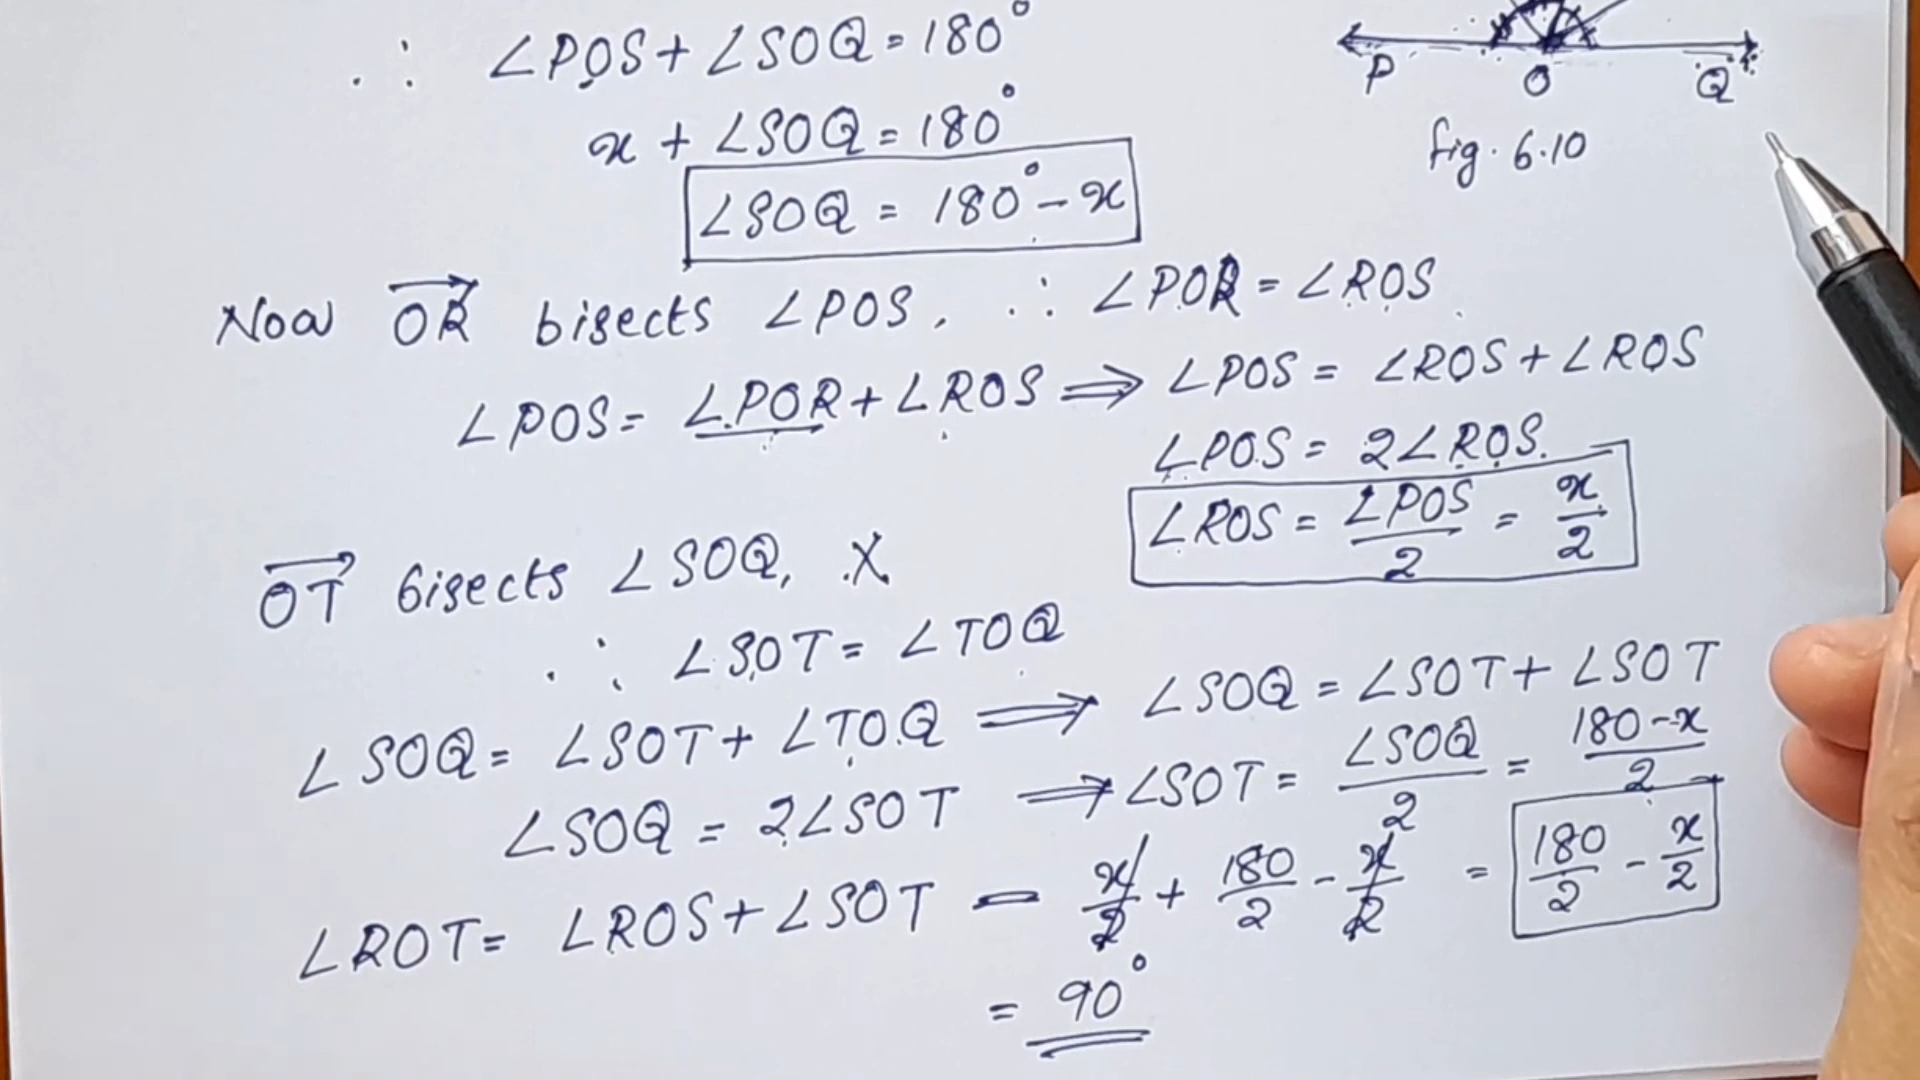 ∴ ∠POS + ∠SOQ = 180°
x + ∠SOQ = 180°
∠SOQ = 180° - x
P O Q
fig. 6.10
Now OR bisects ∠POS, ∴ ∠POR = ∠ROS
∠POS = ∠POR + ∠ROS ⟹ ∠POS = ∠ROS + ∠ROS
∠POS = 2∠ROS.
∠ROS = ∠POS/2 = x/2
OT bisects ∠SOQ, X
∴ ∠SOT = ∠TOQ
∠SOQ = ∠SOT + ∠TOQ ⟹ ∠SOQ = ∠SOT + ∠SOT
∠SOQ = 2∠SOT ⟹ ∠SOT = ∠SOQ/2 = 180-x/2
= 180/2 - x/2
∠ROT = ∠ROS + ∠SOT = x/2 + 180/2 - x/2
= 90°